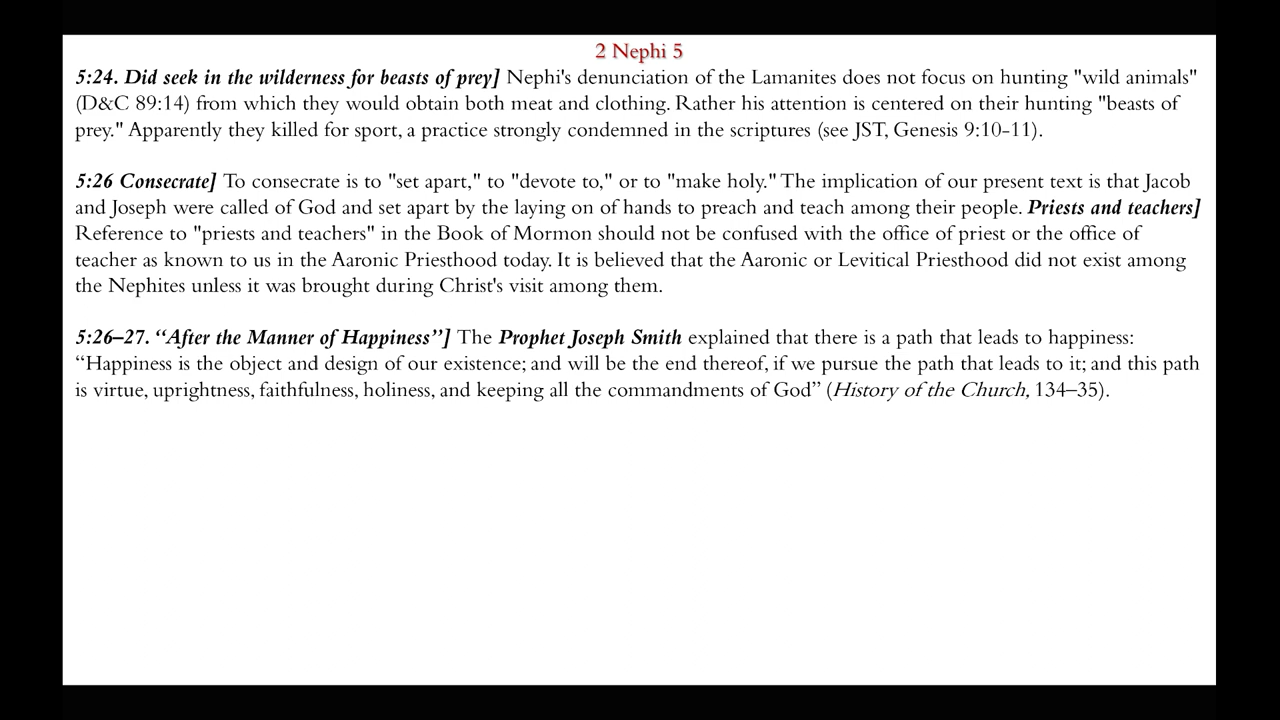 2 Nephi 5
5:24. Did seek in the wilderness for beasts of prey] Nephi's denunciation of the Lamanites does not focus on hunting "wild animals"
(D&C 89:14) from which they would obtain both meat and clothing. Rather his attention is centered on their hunting "beasts of
prey." Apparently they killed for sport, a practice strongly condemned in the scriptures (see JST, Genesis 9:10-11).
5:26 Consecrate] To consecrate is to "set apart," to "devote to," or to "make holy." The implication of our present text is that Jacob
and Joseph were called of God and set apart by the laying on of hands to preach and teach among their people. Priests and teachers]
Reference to "priests and teachers" in the Book of Mormon should not be confused with the office of priest or the office of
teacher as known to us in the Aaronic Priesthood today. It is believed that the Aaronic or Levitical Priesthood did not exist among
the Nephites unless it was brought during Christ's visit among them.
5:26–27. “After the Manner of Happiness”] The Prophet Joseph Smith explained that there is a path that leads to happiness:
“Happiness is the object and design of our existence; and will be the end thereof, if we pursue the path that leads to it; and this path
is virtue, uprightness, faithfulness, holiness, and keeping all the commandments of God” (History of the Church, 134–35).